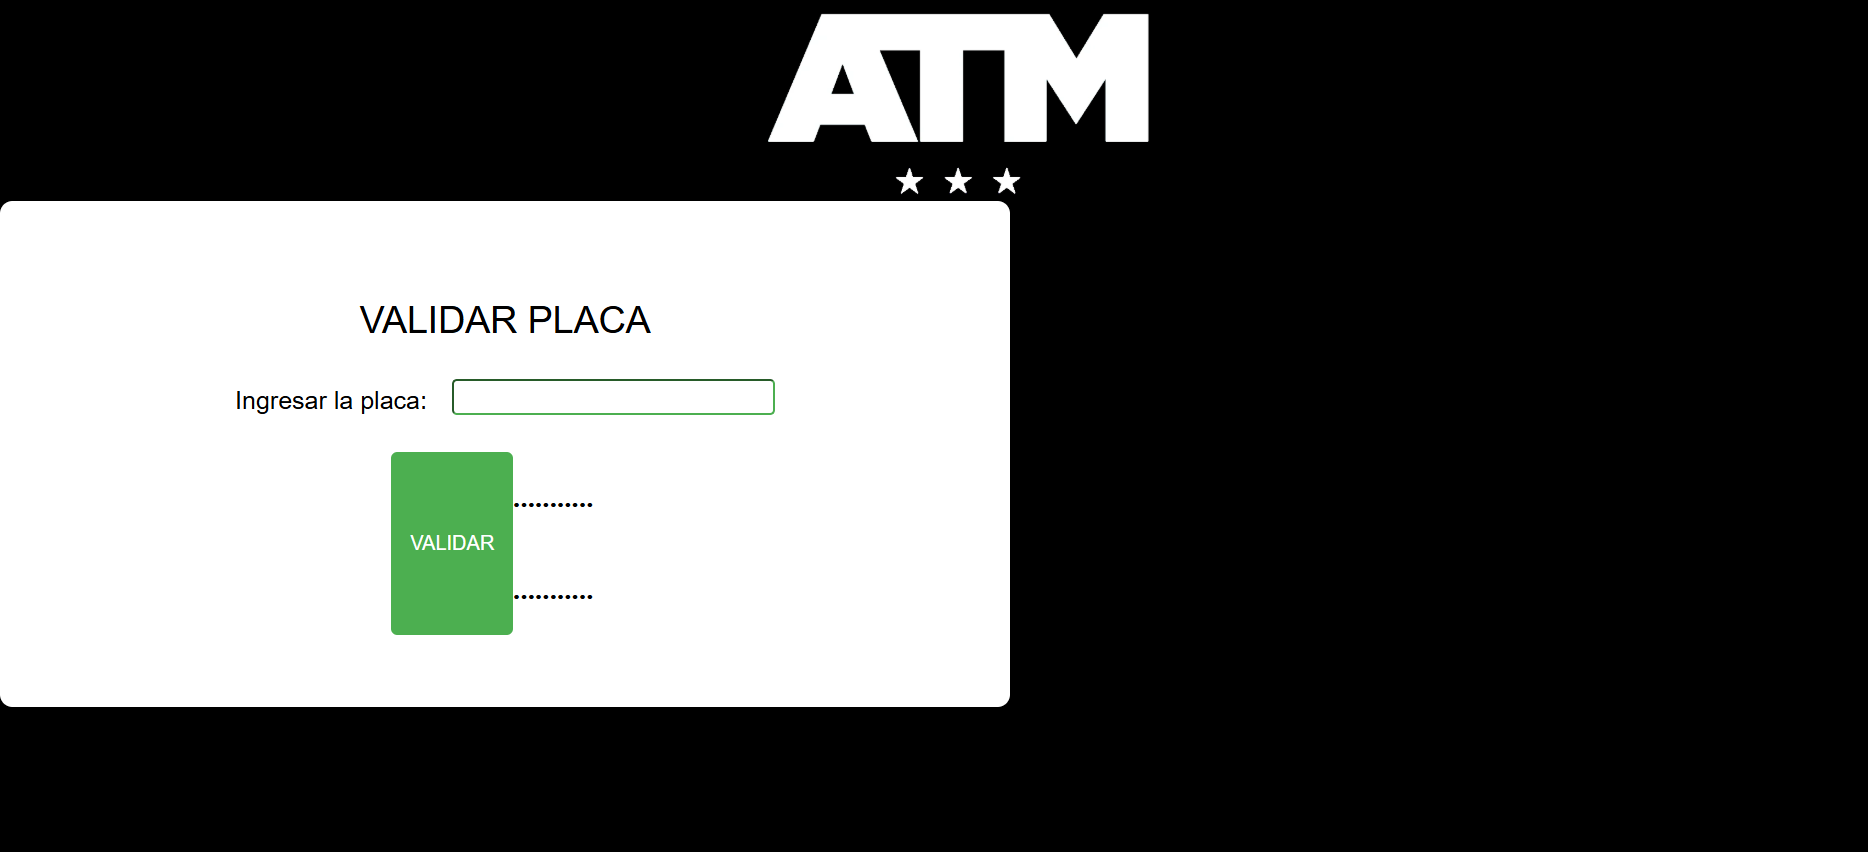 ATM
VALIDAR PLACA
Ingresar la placa:
VALIDAR
...........
...........